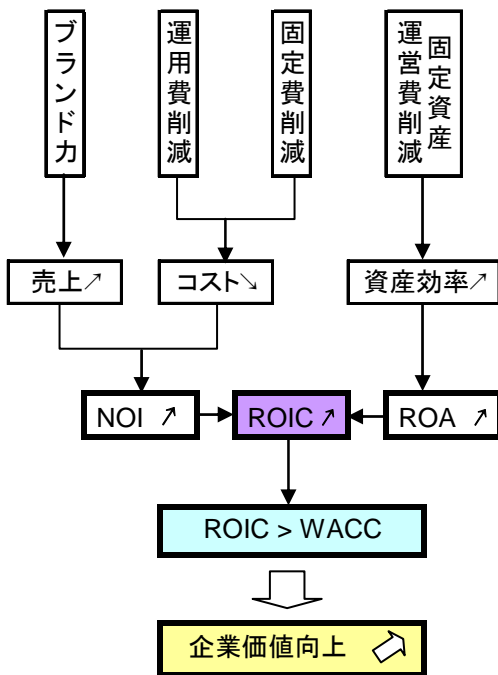 ブランド力
運用費削減
固定費削減
固定資産
運営費削減
売上↗
コスト↘
資産効率↗
NOI ↗
ROIC ↗
ROA ↗
ROIC > WACC
企業価値向上